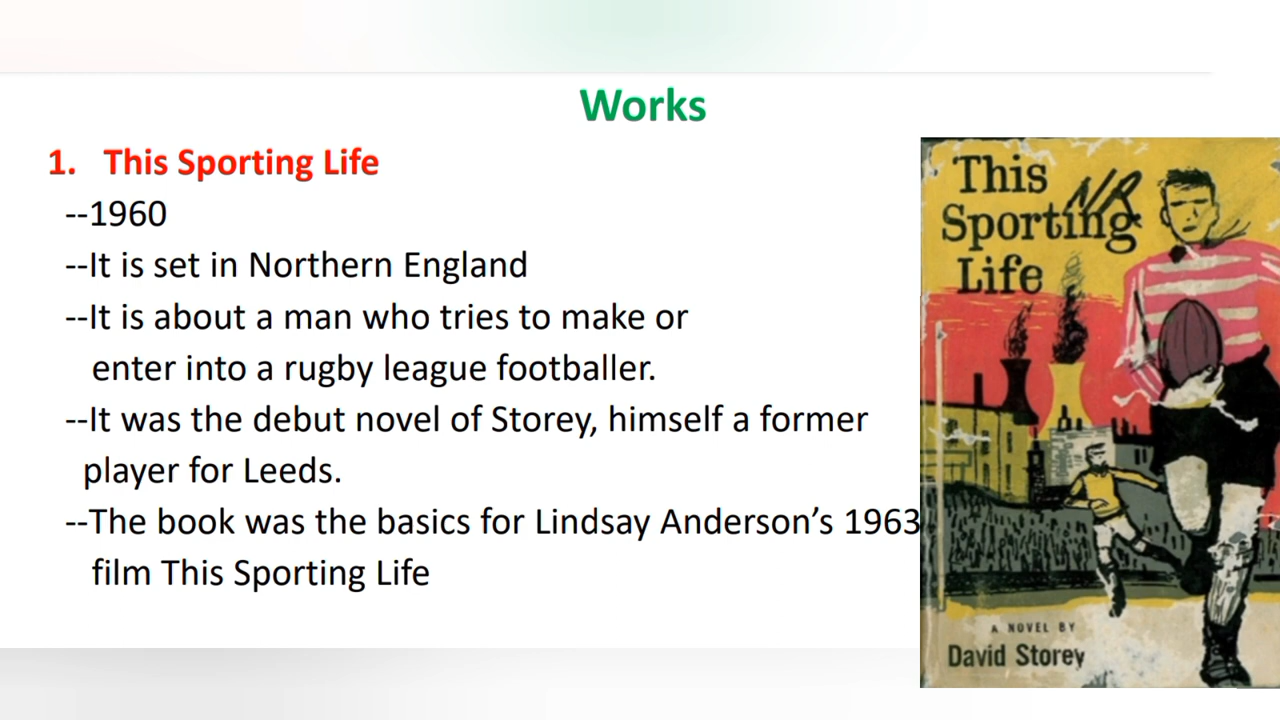 Works
1. This Sporting Life
--1960
--It is set in Northern England
--It is about a man who tries to make or
enter into a rugby league footballer.
--It was the debut novel of Storey, himself a former
player for Leeds.
--The book was the basics for Lindsay Anderson’s 1963
film This Sporting Life
This
Sporting
Life
NR
A NOVEL BY
David Storey